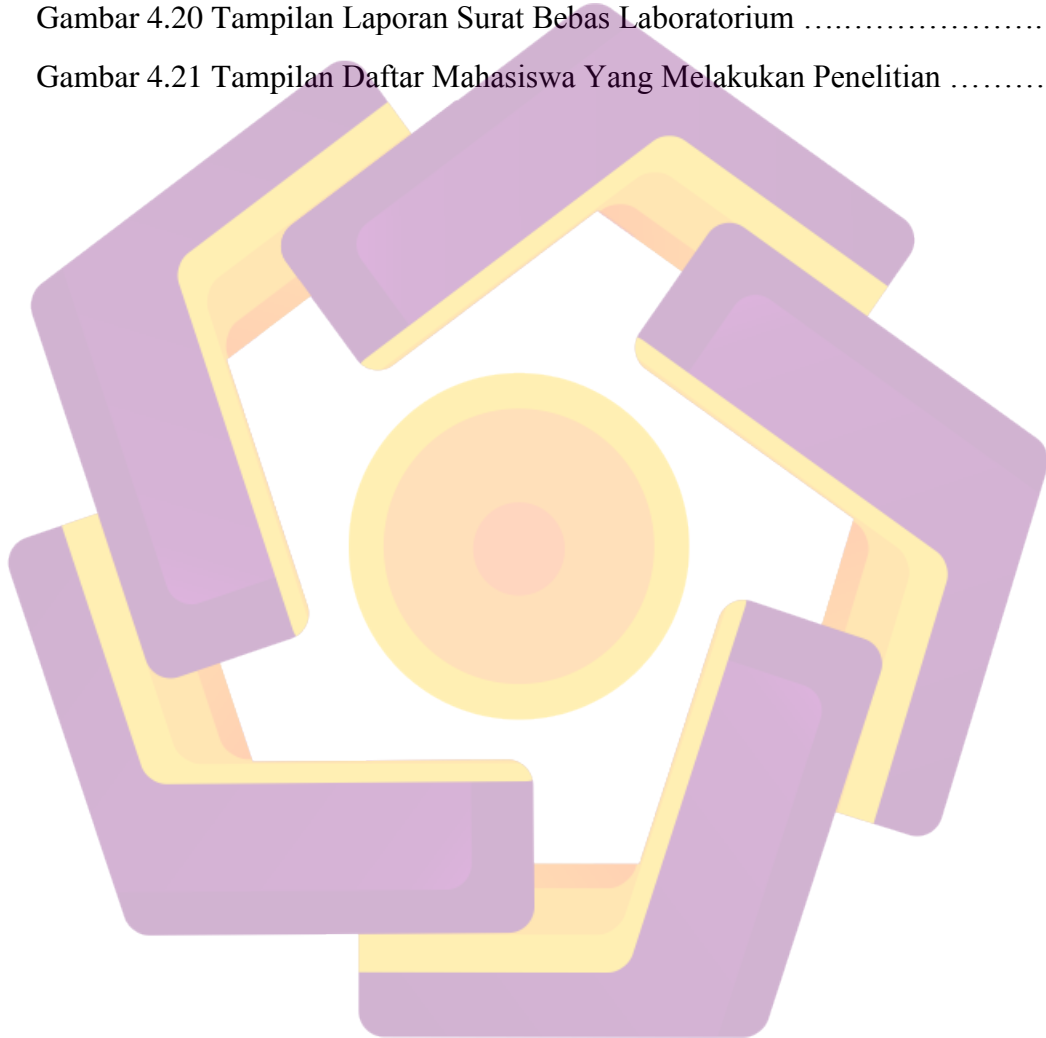 Gambar 4.20 Tampilan Laporan Surat Bebas Laboratorium ….……………….
Gambar 4.21 Tampilan Daftar Mahasiswa Yang Melakukan Penelitian ………